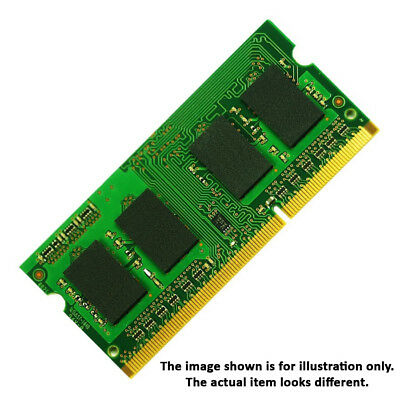 The image shown is for illustration only.
The actual item looks different.